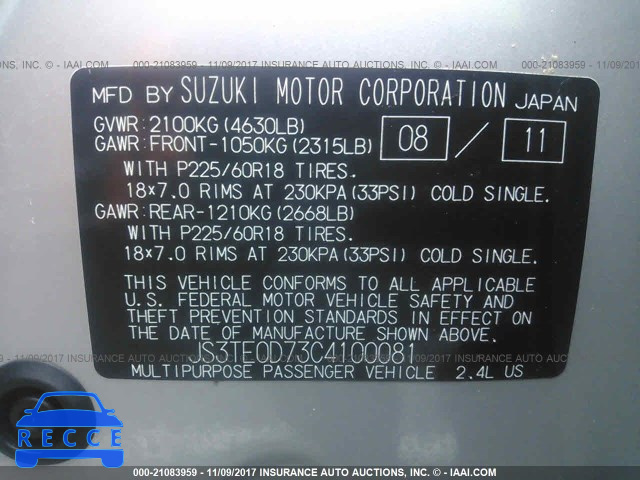 000-21083959 - 11/09/2017 INSURANCE AUTO AUCTIONS - © IAAI.COM
MFD BY SUZUKI MOTOR CORPORATION JAPAN
GVWR:2100KG(4630LB)
GAWR:FRONT-1050KG(2315LB) 08 / 11
WITH P225/60R18 TIRES.
18×7.0 RIMS AT 230KPA(33PSI) COLD SINGLE.
GAWR:REAR-1210KG(2668LB)
WITH P225/60R18 TIRES.
18×7.0 RIMS AT 230KPA(33PSI) COLD SINGLE.
THIS VEHICLE CONFORMS TO ALL APPLICABLE
U.S. FEDERAL MOTOR VEHICLE SAFETY AND
THEFT PREVENTION STANDARDS IN EFFECT ON
THE DATE OF MANUFACTURE SHOWN ABOVE.
JS3TE0D73C4100081
MULTIPURPOSE PASSENGER VEHICLE 2.4L US
RECCE
000-21083959 - 11/09/2017 INSURANCE AUTO AUCTIONS - © IAAI.COM